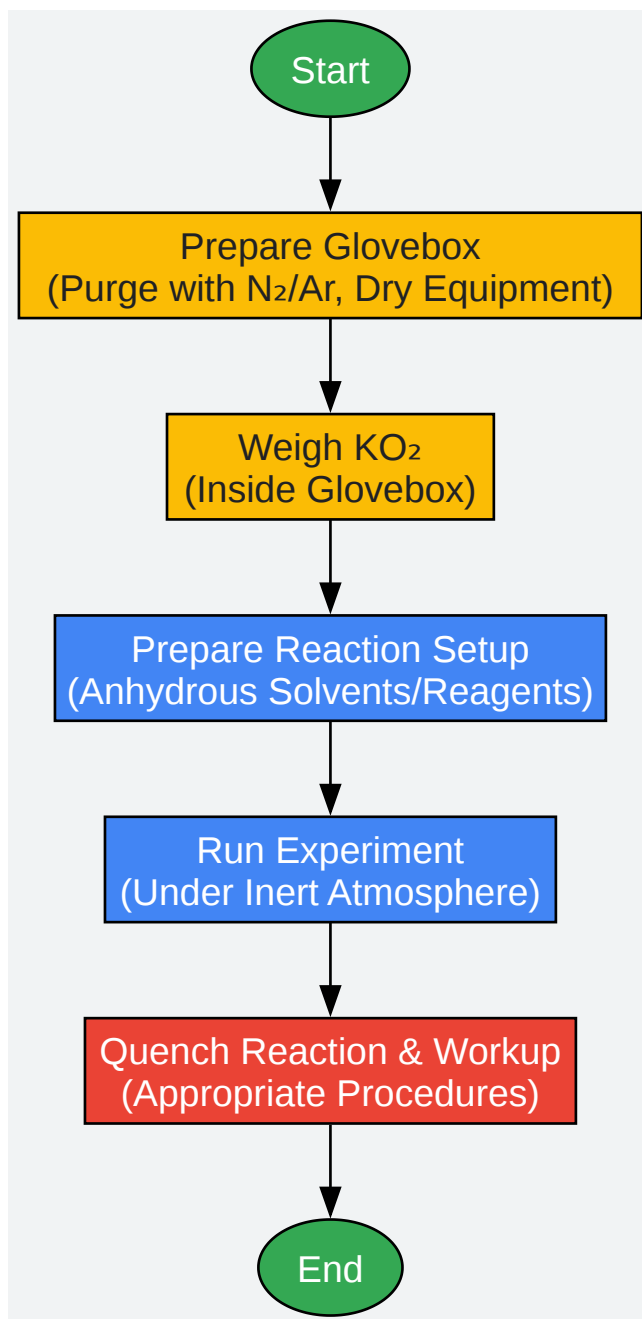 Start
Prepare Glovebox
(Purge with N₂/Ar, Dry Equipment)
Weigh KO₂
(Inside Glovebox)
Prepare Reaction Setup
(Anhydrous Solvents/Reagents)
Run Experiment
(Under Inert Atmosphere)
Quench Reaction & Workup
(Appropriate Procedures)
End